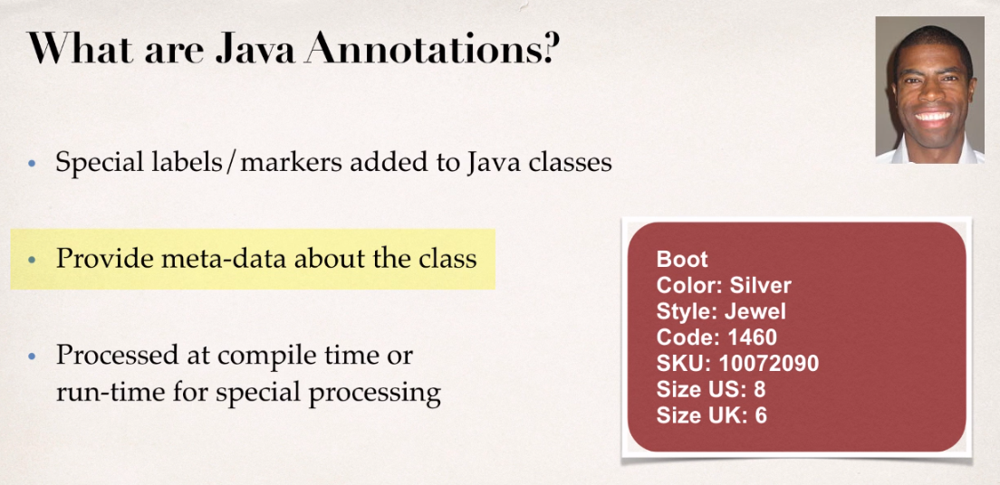 What are Java Annotations?
• Special labels/markers added to Java classes
• Provide meta-data about the class
• Processed at compile time or
run-time for special processing
Boot
Color: Silver
Style: Jewel
Code: 1460
SKU: 10072090
Size US: 8
Size UK: 6